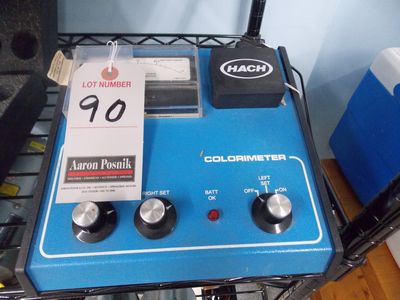 LOT NUMBER
90
HACH
Aaron Posnik
COLORIMETER
RIGHT SET
BATT
OK
LEFT
SET
OFF
ON